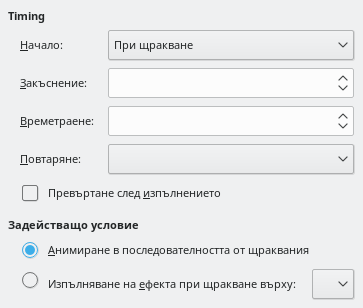 Timing
Начало:
При щракване
Закъснение:
Времетраене:
Повтаряне:
Превъртане след изпълнението
Задействащо условие
Анимиране в последователността от щраквания
Изпълняване на ефекта при щракване върху: